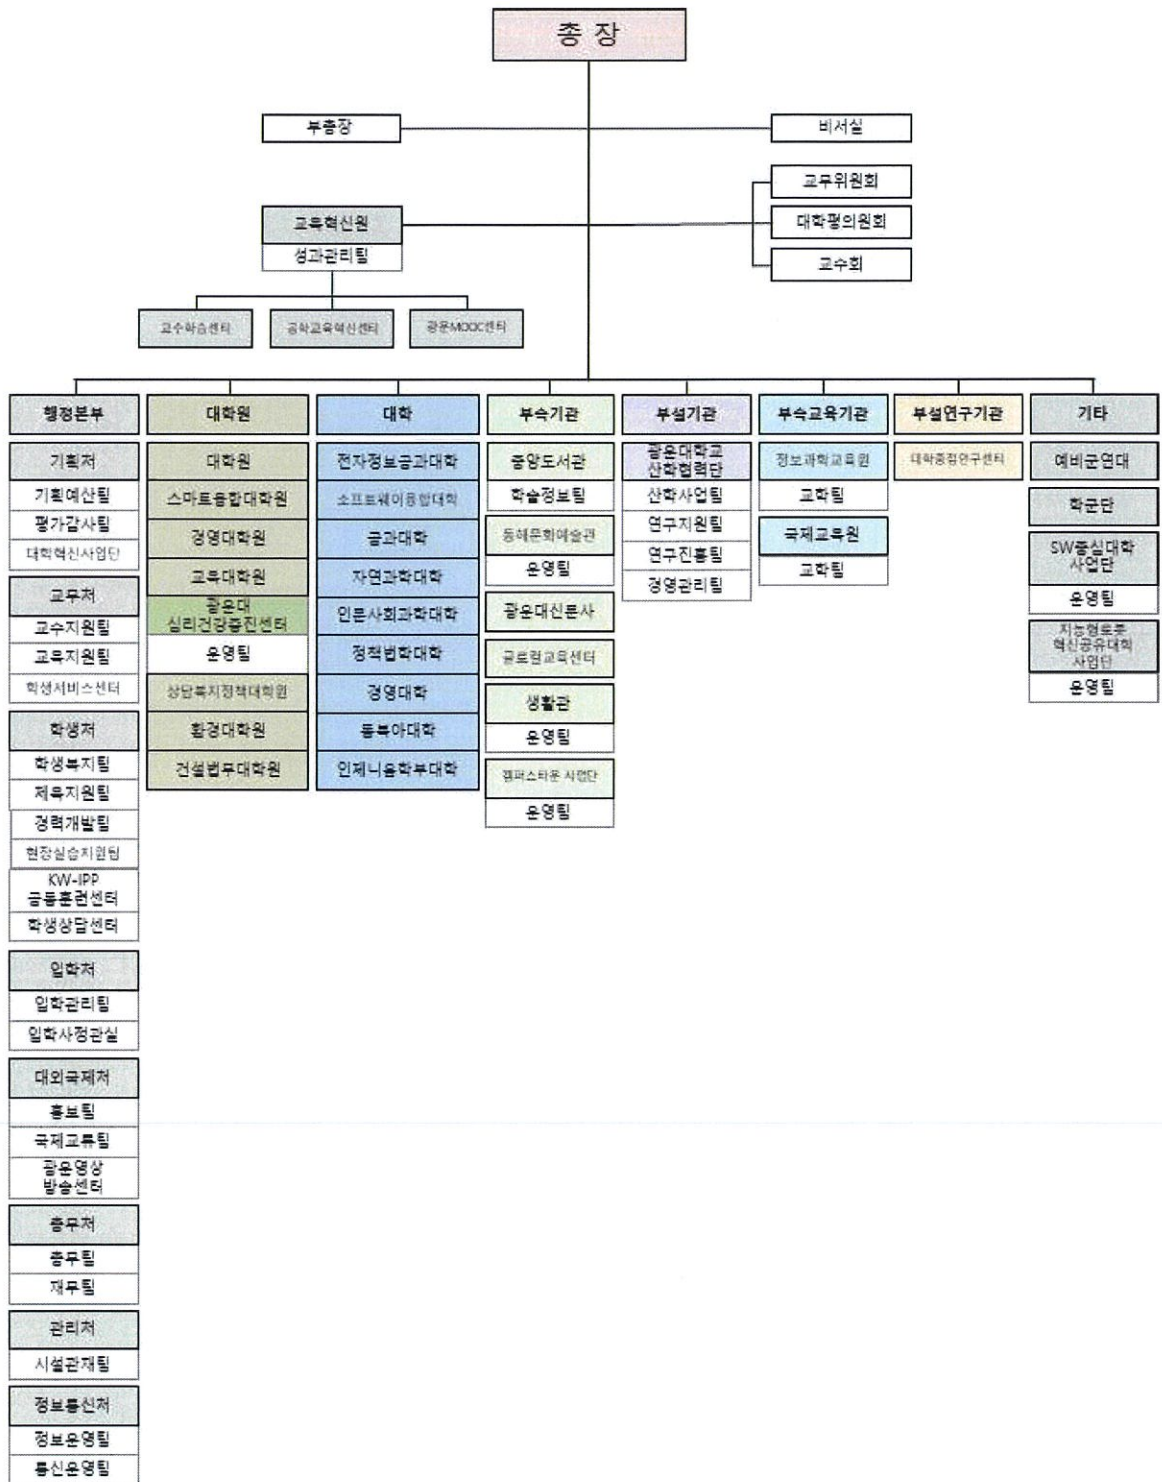 총 장
부총장
비서실
교무위원회
교육혁신원
대학평의원회
성과관리팀
교수회
교수학습센터
공학교육혁신센터
광운MOOC센터
행정본부
대학원
대학
부속기관
부설기관
부속교육기관
부설연구기관
기타
기획처
기획예산팀
평가감사팀
대학혁신사업단
교무처
교수지원팀
교육지원팀
학생서비스센터
학생처
학생복지팀
체육지원팀
경력개발팀
현장실습지원팀
KW-IPP
공동훈련센터
학생상담센터
입학처
입학관리팀
입학사정관실
대외국제처
홍보팀
국제교류팀
광운영상
방송센터
총무처
총무팀
재무팀
관리처
시설관재팀
정보통신처
정보운영팀
통신운영팀
대학원
스마트융합대학원
경영대학원
교육대학원
광운대
심리건강증진센터
운영팀
상담복지정책대학원
환경대학원
건설법무대학원
전자정보공과대학
소프트웨어융합대학
공과대학
자연과학대학
인문사회과학대학
정책법학대학
경영대학
동북아대학
인제니움학부대학
중앙도서관
학술정보팀
동해문화예술관
운영팀
광운대신문사
글로컬교육센터
생활관
운영팀
캠퍼스타운 사업단
운영팀
광운대학교
산학협력단
산학사업팀
연구지원팀
연구진흥팀
경영관리팀
정보과학교육원
교학팀
국제교육원
교학팀
대학중점연구센터
예비군연대
학군단
SW중심대학
사업단
운영팀
지능형로봇
혁신공유대학
사업단
운영팀